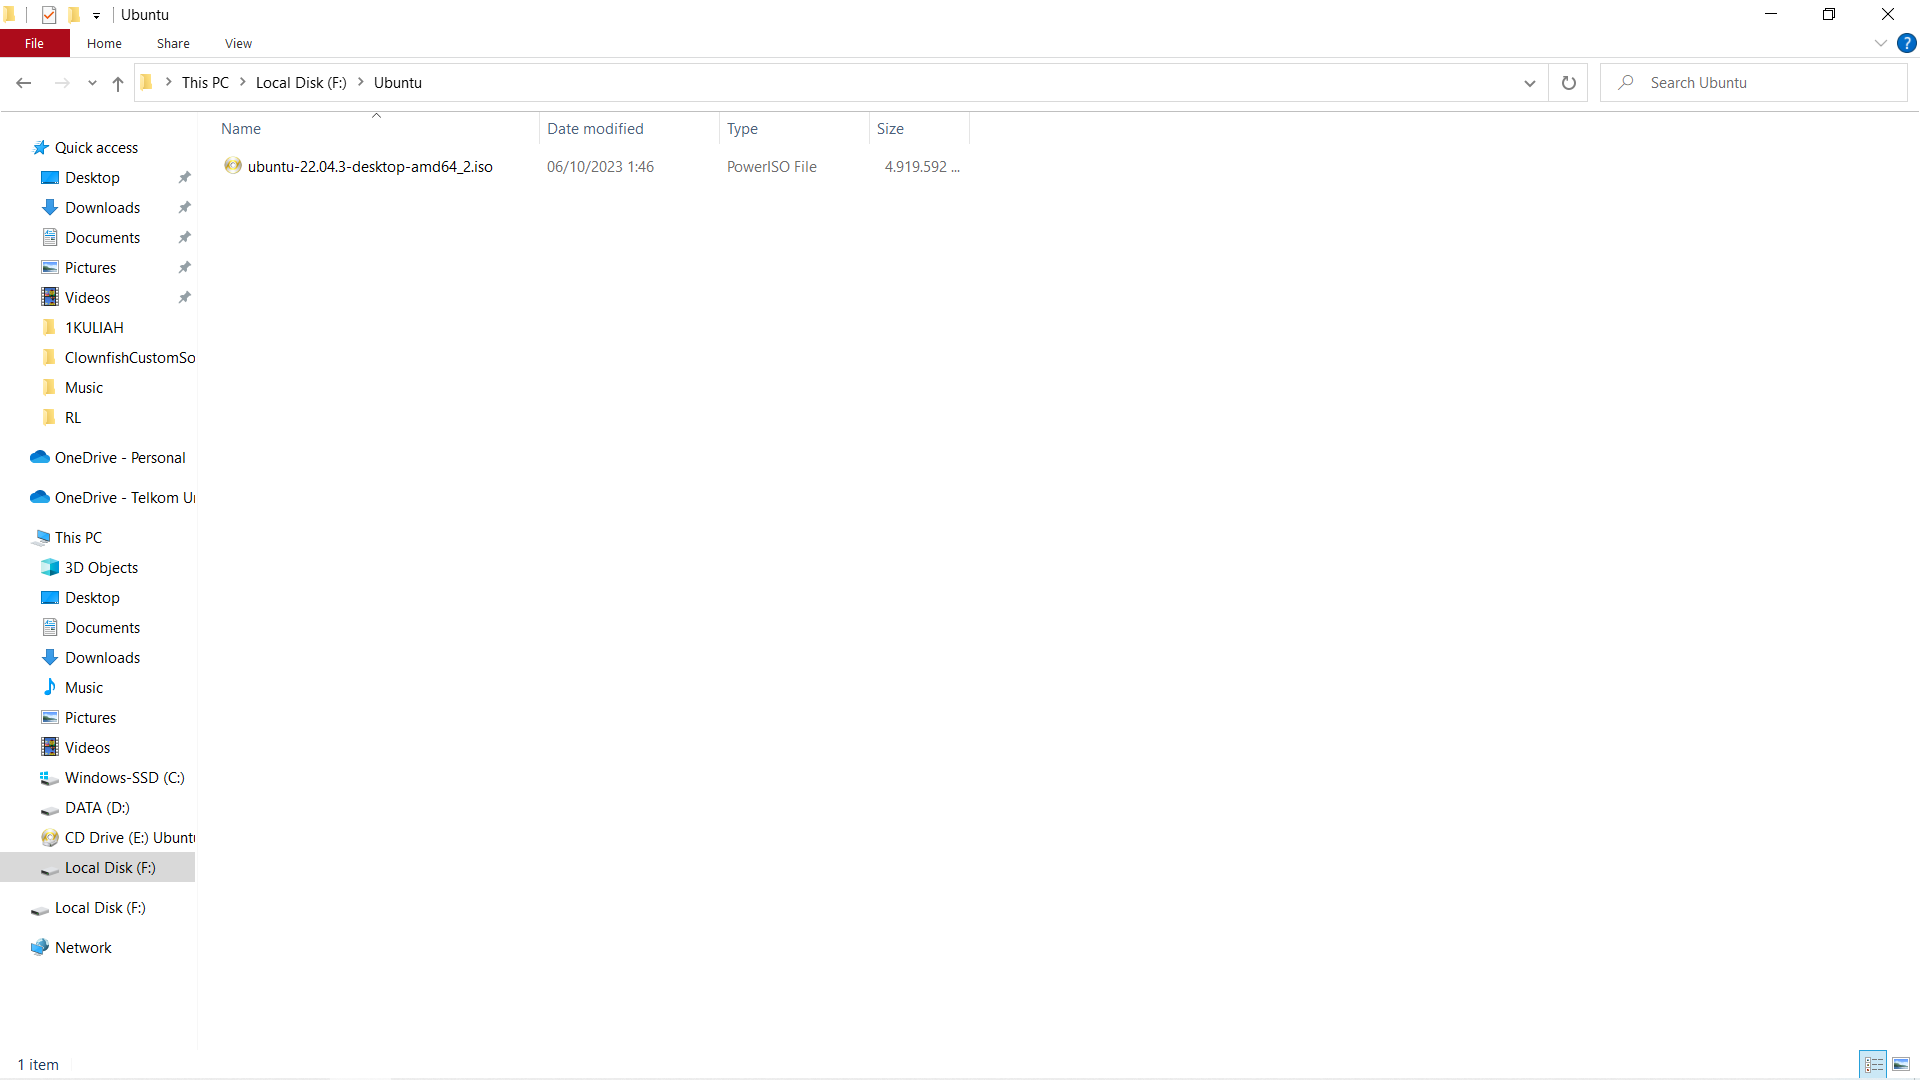 Ubuntu
File Home Share View
This PC Local Disk (F:) Ubuntu
Search Ubuntu
Name Date modified Type Size
ubuntu-22.04.3-desktop-amd64_2.iso 06/10/2023 1:46 PowerISO File 4.919.592 ...
Quick access
Desktop
Downloads
Documents
Pictures
Videos
1KULIAH
ClownfishCustomSo
Music
RL
OneDrive - Personal
OneDrive - Telkom Un
This PC
3D Objects
Desktop
Documents
Downloads
Music
Pictures
Videos
Windows-SSD (C:)
DATA (D:)
CD Drive (E:) Ubuntu
Local Disk (F:)
Local Disk (F:)
Network
1 item